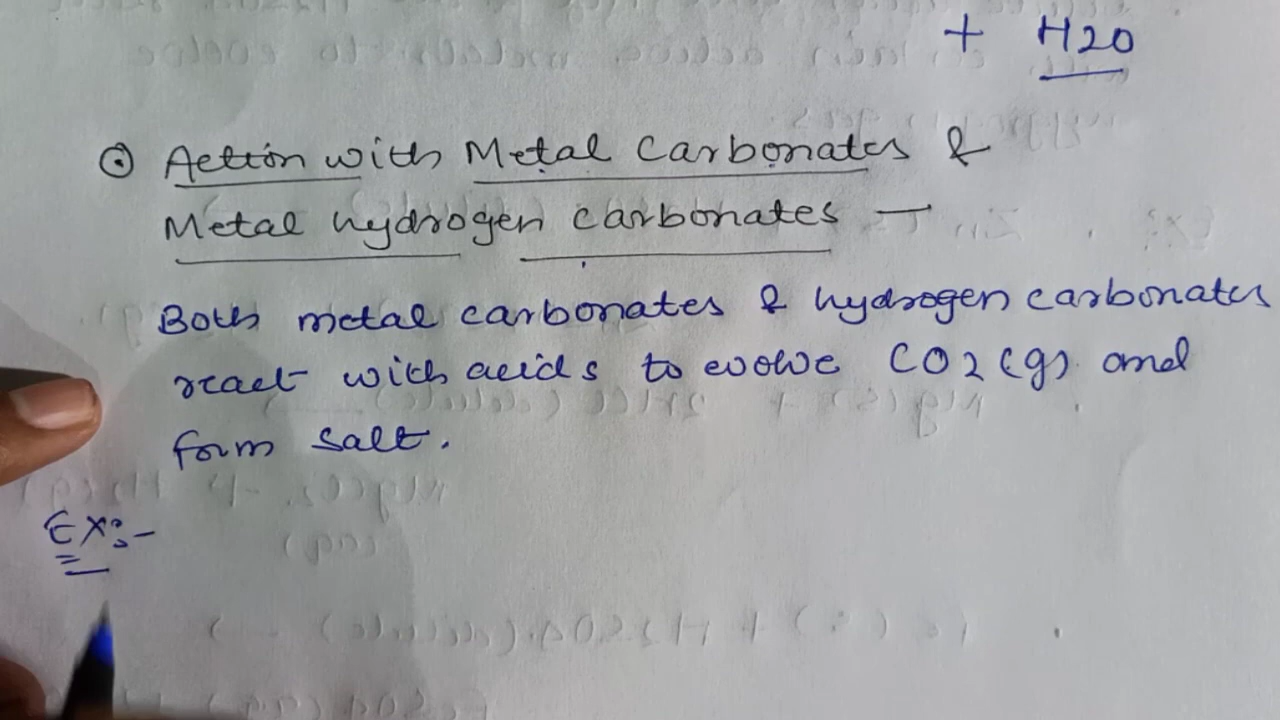 + H2O
⊙ Action with Metal Carbonates &
Metal hydrogen carbonates —
Both metal carbonates & hydrogen carbonates
react with acids to evolve CO2 (g) and
form salt.
Ex:-